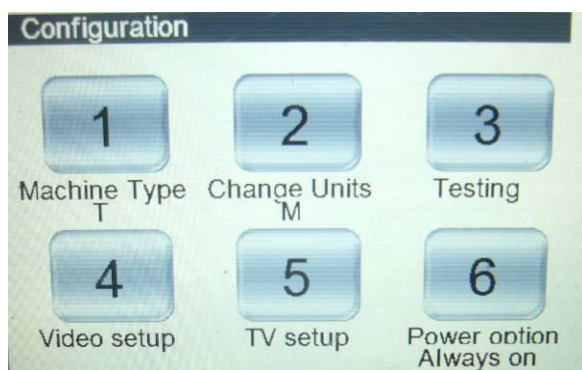 Configuration
1 2 3
Machine Type Change Units Testing
T M
4 5 6
Video setup TV setup Power option
Always on